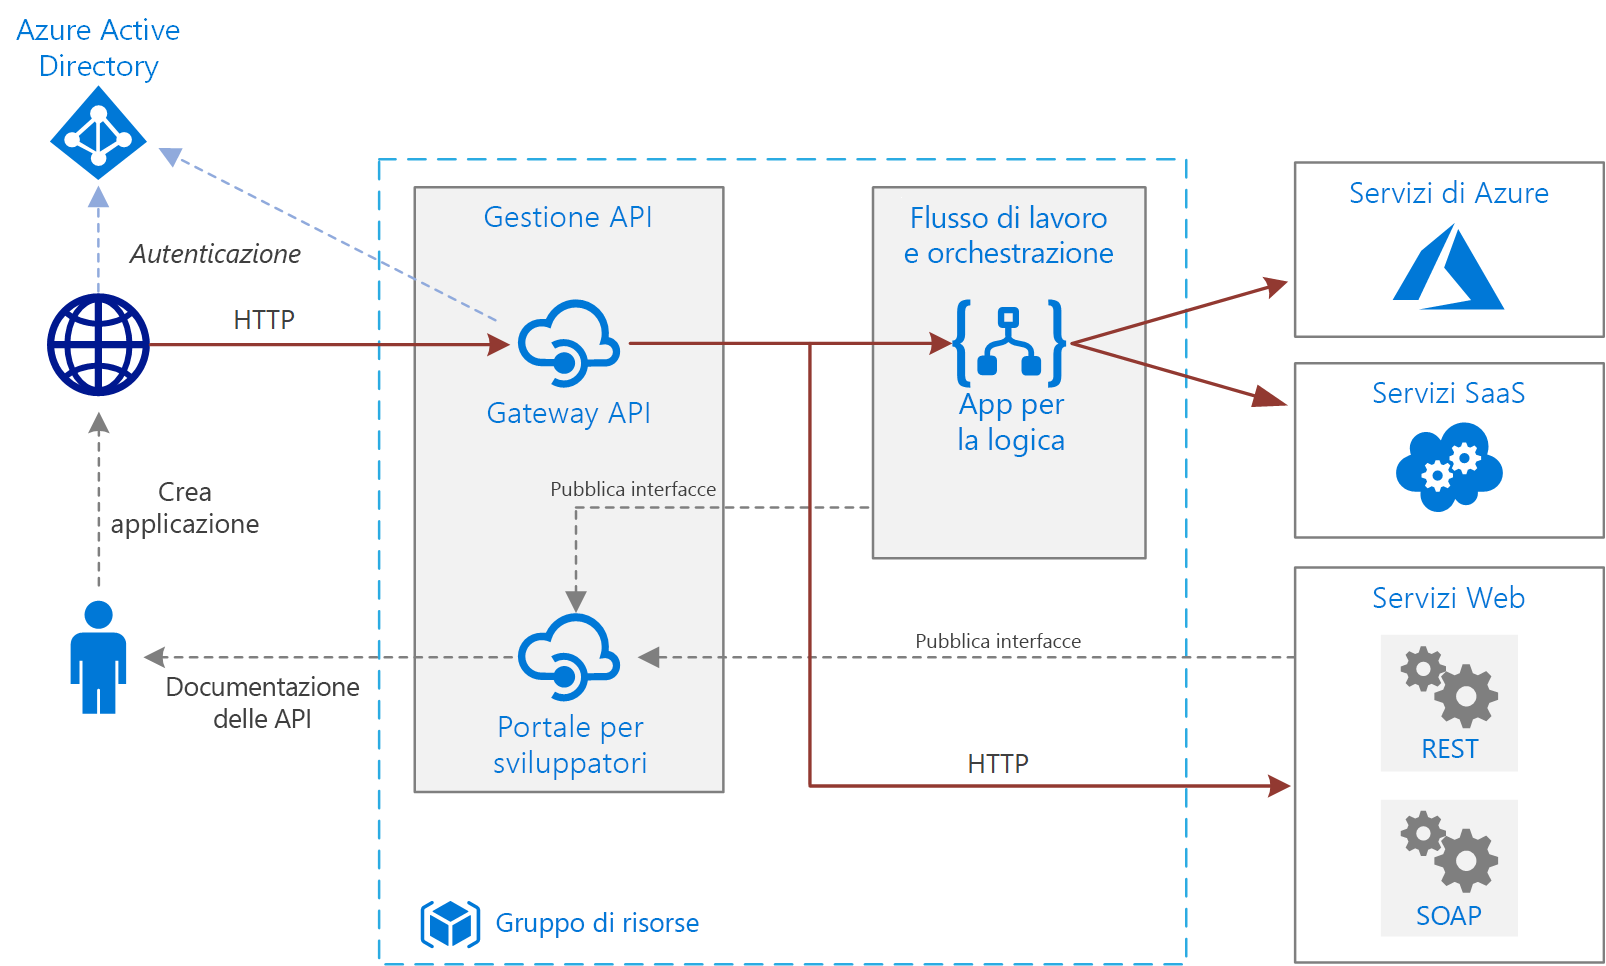 Azure Active
Directory
Autenticazione
HTTP
Crea
applicazione
Documentazione
delle API
Gestione API
Gateway API
Pubblica interfacce
Portale per
sviluppatori
Flusso di lavoro
e orchestrazione
App per
la logica
Pubblica interfacce
HTTP
Gruppo di risorse
Servizi di Azure
Servizi SaaS
Servizi Web
REST
SOAP